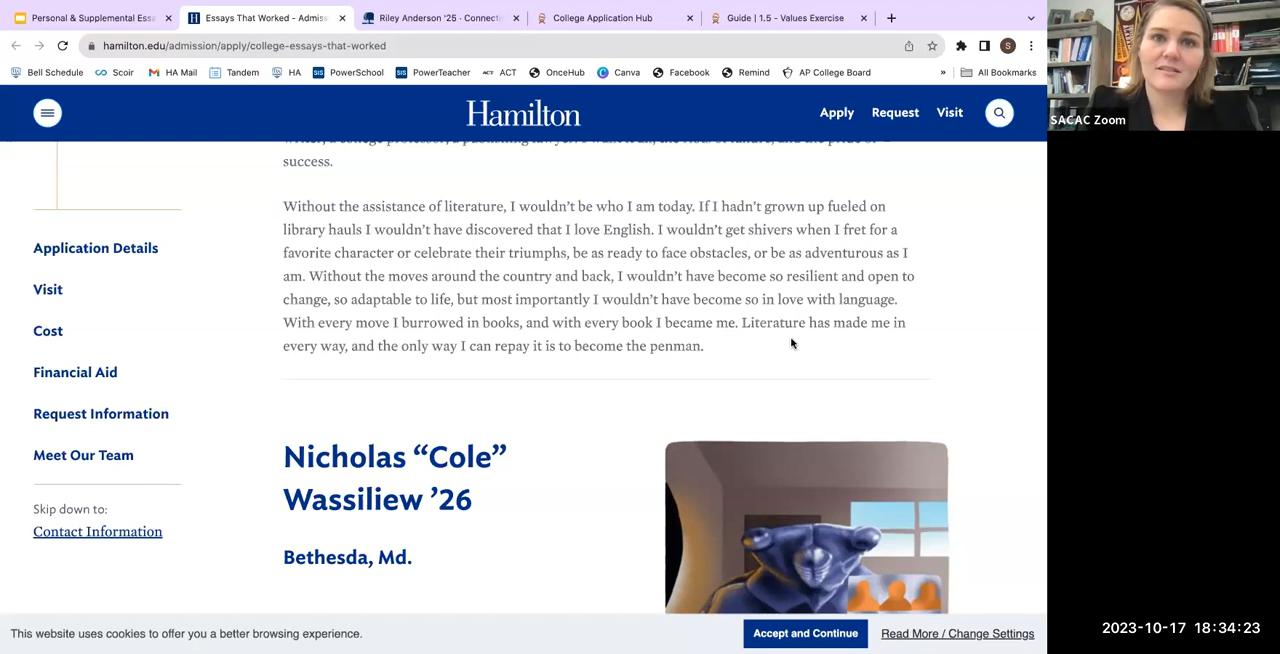 Personal & Supplemental Essa
Essays That Worked - Admiss
Riley Anderson '25 · Connecti
College Application Hub
Guide | 1.5 - Values Exercise
hamilton.edu/admission/apply/college-essays-that-worked
S
Bell Schedule
Scoir
HA Mail
Tandem
HA
SIS PowerSchool
SIS PowerTeacher
ACT ACT
OnceHub
Canva
Facebook
Remind
AP College Board
»
All Bookmarks
Hamilton
Apply
Request
Visit
success.
Without the assistance of literature, I wouldn't be who I am today. If I hadn't grown up fueled on
library hauls I wouldn't have discovered that I love English. I wouldn't get shivers when I fret for a
favorite character or celebrate their triumphs, be as ready to face obstacles, or be as adventurous as I
am. Without the moves around the country and back, I wouldn't have become so resilient and open to
change, so adaptable to life, but most importantly I wouldn't have become so in love with language.
With every move I burrowed in books, and with every book I became me. Literature has made me in
every way, and the only way I can repay it is to become the penman.
Application Details
Visit
Cost
Financial Aid
Request Information
Meet Our Team
Skip down to:
Contact Information
Nicholas “Cole”
Wassiliew ’26
Bethesda, Md.
This website uses cookies to offer you a better browsing experience.
Accept and Continue
Read More / Change Settings
SACAC Zoom
2023-10-17 18:34:23